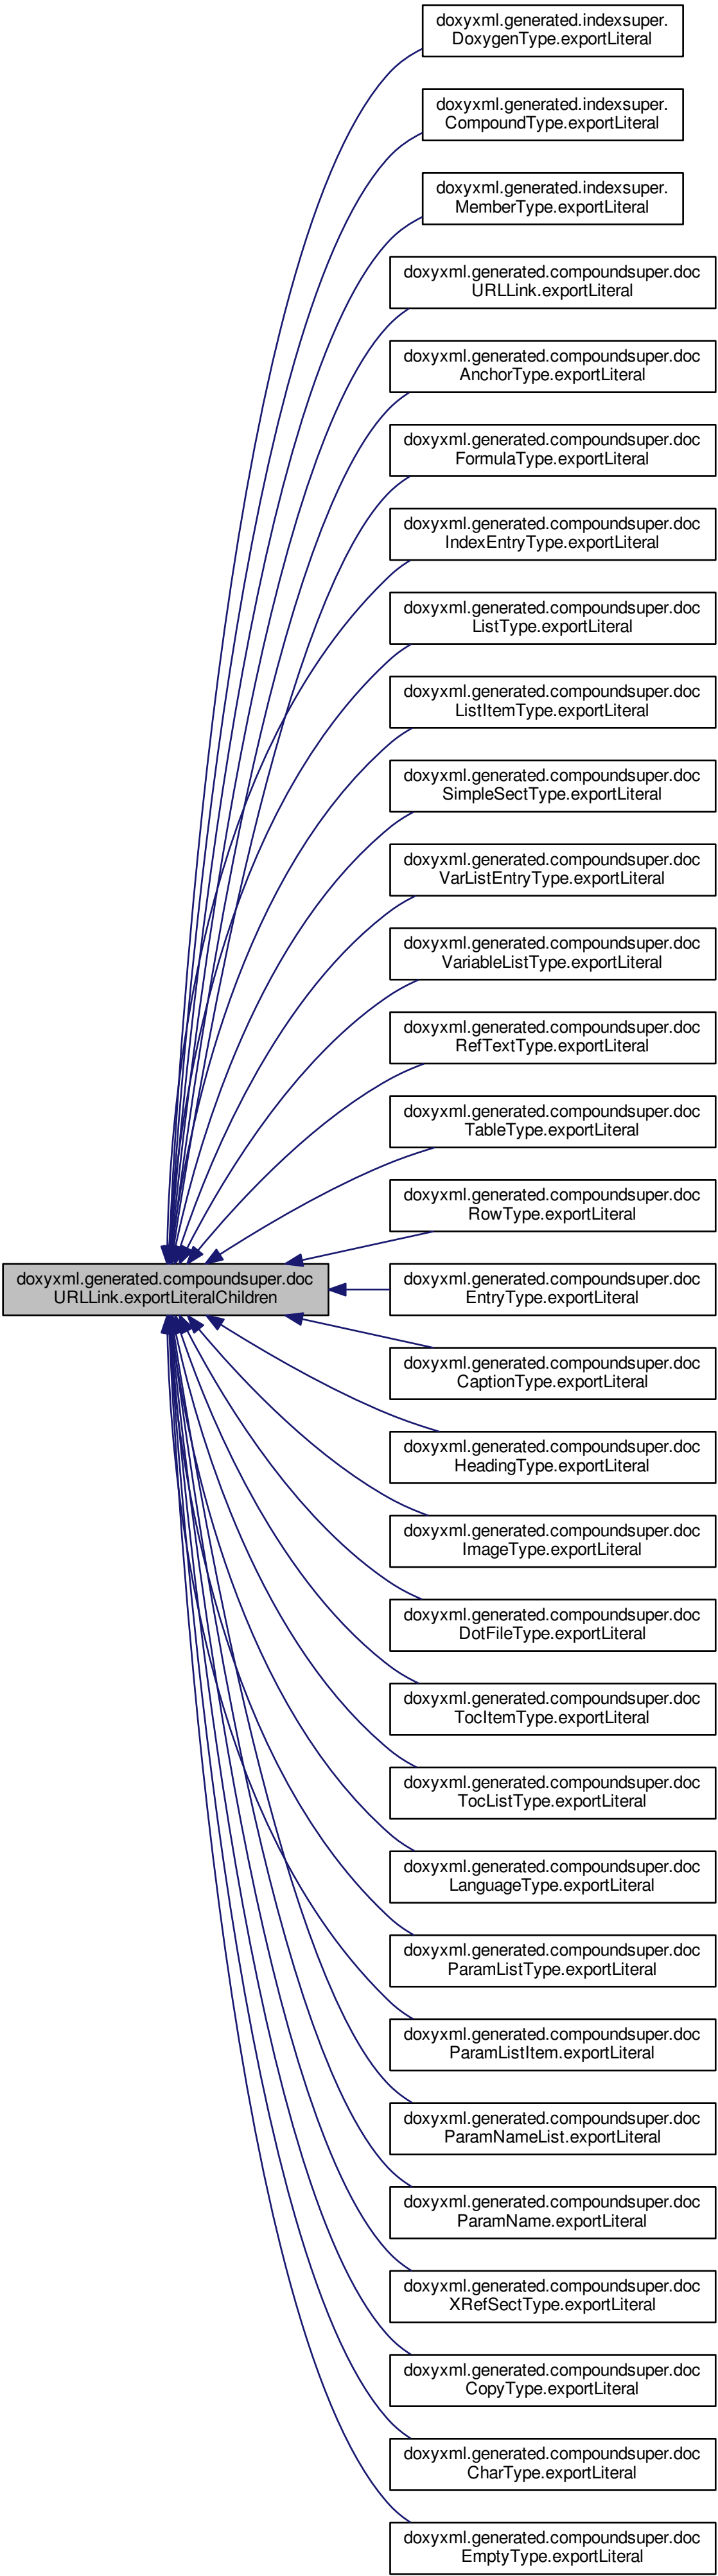 doxyxml.generated.indexsuper.
DoxygenType.exportLiteral
doxyxml.generated.indexsuper.
CompoundType.exportLiteral
doxyxml.generated.indexsuper.
MemberType.exportLiteral
doxyxml.generated.compoundsuper.doc
URLLink.exportLiteral
doxyxml.generated.compoundsuper.doc
AnchorType.exportLiteral
doxyxml.generated.compoundsuper.doc
FormulaType.exportLiteral
doxyxml.generated.compoundsuper.doc
IndexEntryType.exportLiteral
doxyxml.generated.compoundsuper.doc
ListType.exportLiteral
doxyxml.generated.compoundsuper.doc
ListItemType.exportLiteral
doxyxml.generated.compoundsuper.doc
SimpleSectType.exportLiteral
doxyxml.generated.compoundsuper.doc
VarListEntryType.exportLiteral
doxyxml.generated.compoundsuper.doc
VariableListType.exportLiteral
doxyxml.generated.compoundsuper.doc
RefTextType.exportLiteral
doxyxml.generated.compoundsuper.doc
TableType.exportLiteral
doxyxml.generated.compoundsuper.doc
RowType.exportLiteral
doxyxml.generated.compoundsuper.doc
URLLink.exportLiteralChildren
doxyxml.generated.compoundsuper.doc
EntryType.exportLiteral
doxyxml.generated.compoundsuper.doc
CaptionType.exportLiteral
doxyxml.generated.compoundsuper.doc
HeadingType.exportLiteral
doxyxml.generated.compoundsuper.doc
ImageType.exportLiteral
doxyxml.generated.compoundsuper.doc
DotFileType.exportLiteral
doxyxml.generated.compoundsuper.doc
TocItemType.exportLiteral
doxyxml.generated.compoundsuper.doc
TocListType.exportLiteral
doxyxml.generated.compoundsuper.doc
LanguageType.exportLiteral
doxyxml.generated.compoundsuper.doc
ParamListType.exportLiteral
doxyxml.generated.compoundsuper.doc
ParamListItem.exportLiteral
doxyxml.generated.compoundsuper.doc
ParamNameList.exportLiteral
doxyxml.generated.compoundsuper.doc
ParamName.exportLiteral
doxyxml.generated.compoundsuper.doc
XRefSectType.exportLiteral
doxyxml.generated.compoundsuper.doc
CopyType.exportLiteral
doxyxml.generated.compoundsuper.doc
CharType.exportLiteral
doxyxml.generated.compoundsuper.doc
EmptyType.exportLiteral